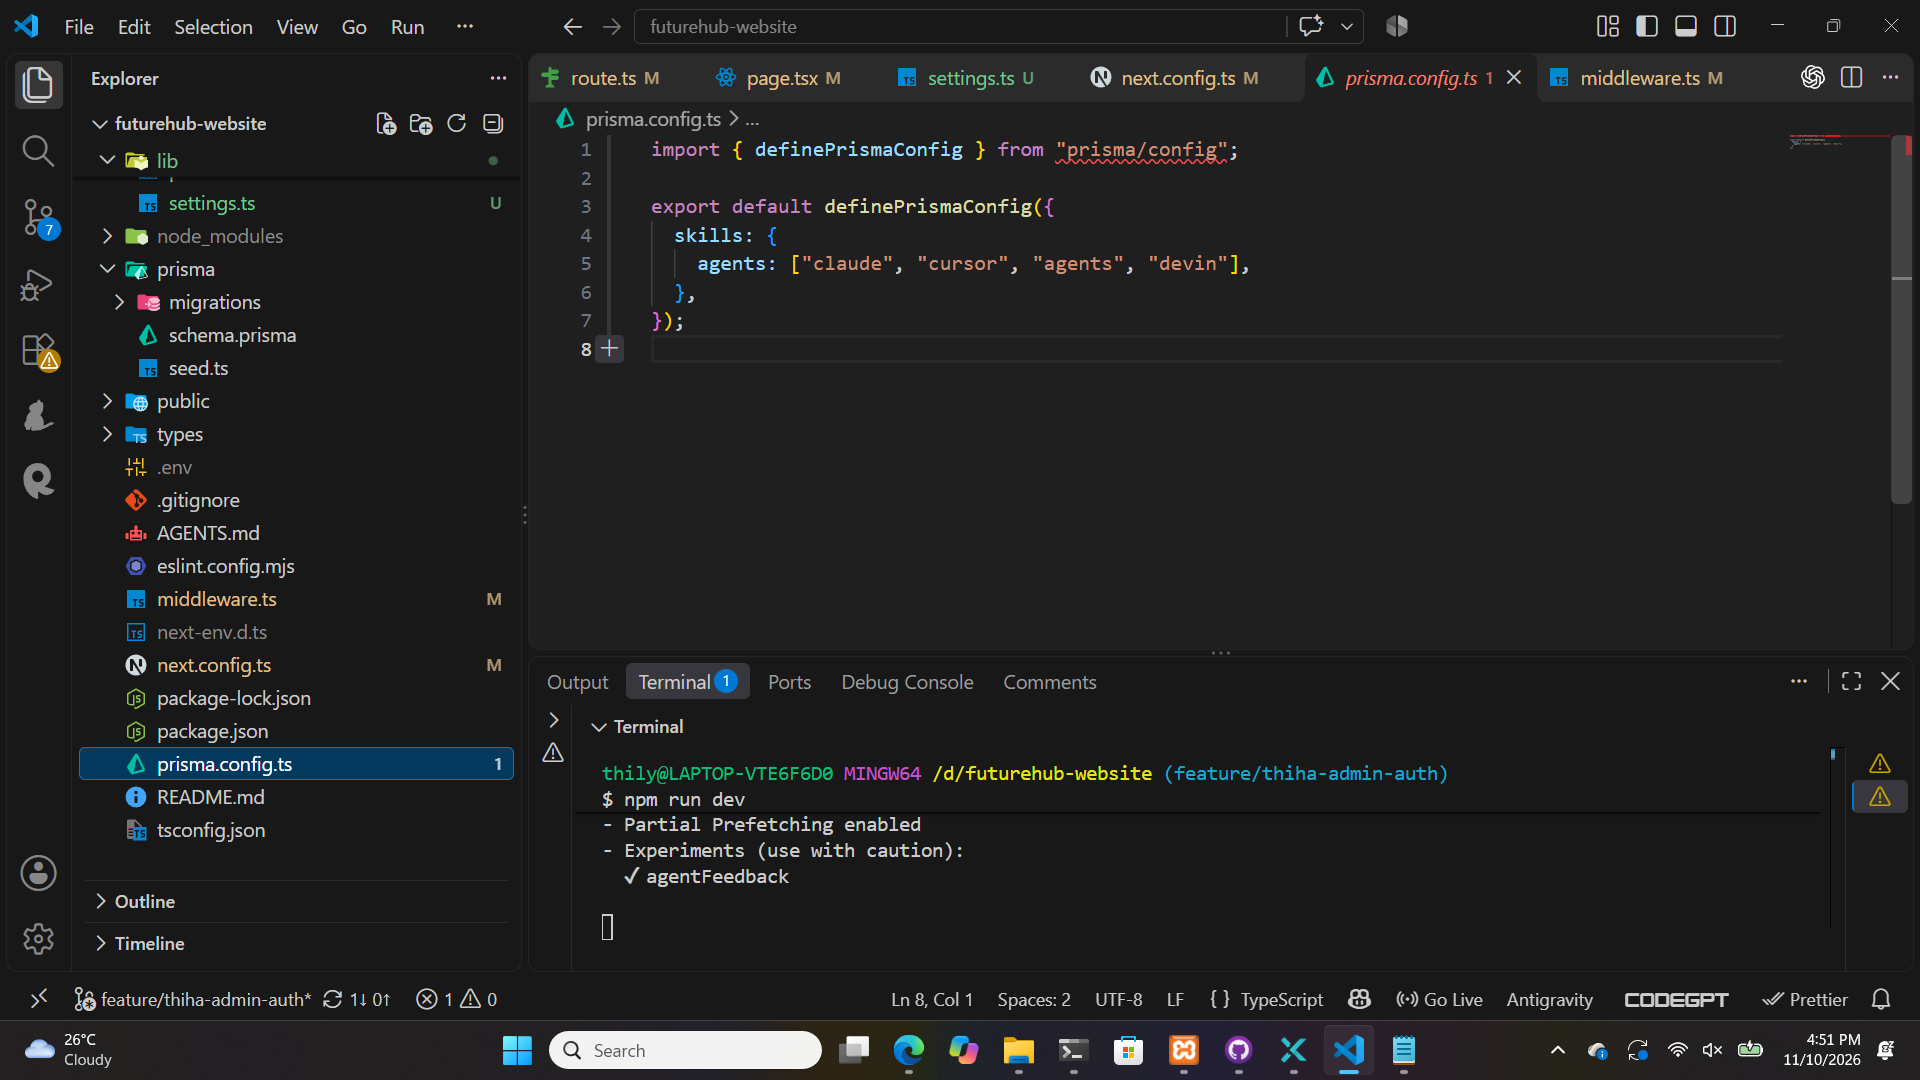 File Edit Selection View Go Run ··· futurehub-website
Explorer
futurehub-website
lib
settings.ts U
node_modules
prisma
migrations
schema.prisma
seed.ts
public
types
.env
.gitignore
AGENTS.md
eslint.config.mjs
middleware.ts M
next-env.d.ts
next.config.ts M
package-lock.json
package.json
prisma.config.ts 1
README.md
tsconfig.json
Outline
Timeline
7
route.ts M page.tsx M settings.ts U next.config.ts M prisma.config.ts 1 middleware.ts M
prisma.config.ts > ...
1 import { definePrismaConfig } from "prisma/config";
2
3 export default definePrismaConfig({
4 skills: {
5 agents: ["claude", "cursor", "agents", "devin"],
6 },
7 });
8
Output Terminal 1 Ports Debug Console Comments
Terminal
thily@LAPTOP-VTE6F6D0 MINGW64 /d/futurehub-website (feature/thiha-admin-auth)
$ npm run dev
- Partial Prefetching enabled
- Experiments (use with caution):
✓ agentFeedback
feature/thiha-admin-auth* 1↓ 0↑ 1 0 Ln 8, Col 1 Spaces: 2 UTF-8 LF { } TypeScript Go Live Antigravity CODEGPT Prettier
26°C
Cloudy
Search
4:51 PM
11/10/2026